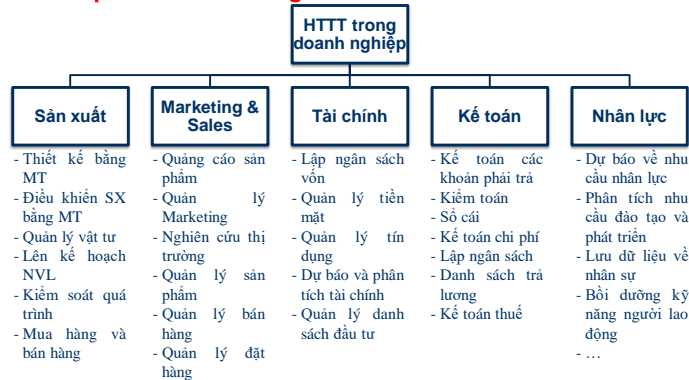 HTTT trong
doanh nghiệp
Sản xuất
- Thiết kế bằng
MT
- Điều khiển SX
bằng MT
- Quản lý vật tư
- Lên kế hoạch
NVL
- Kiểm soát quá
trình
- Mua hàng và
bán hàng
Marketing &
Sales
- Quảng cáo sản
phẩm
- Quản lý
Marketing
- Nghiên cứu thị
trường
- Quản lý sản
phẩm
- Quản lý bán
hàng
- Quản lý đặt
hàng
Tài chính
- Lập ngân sách
vốn
- Quản lý tiền
mặt
- Quản lý tín
dụng
- Dự báo và phân
tích tài chính
- Quản lý danh
sách đầu tư
Kế toán
- Kế toán các
khoản phải trả
- Kiểm toán
- Sổ cái
- Kế toán chi phí
- Lập ngân sách
- Danh sách trả
lương
- Kế toán thuế
Nhân lực
- Dự báo về nhu
cầu nhân lực
- Phân tích nhu
cầu đào tạo và
phát triển
- Lưu dữ liệu về
nhân sự
- Bồi dưỡng kỹ
năng người lao
động
- …